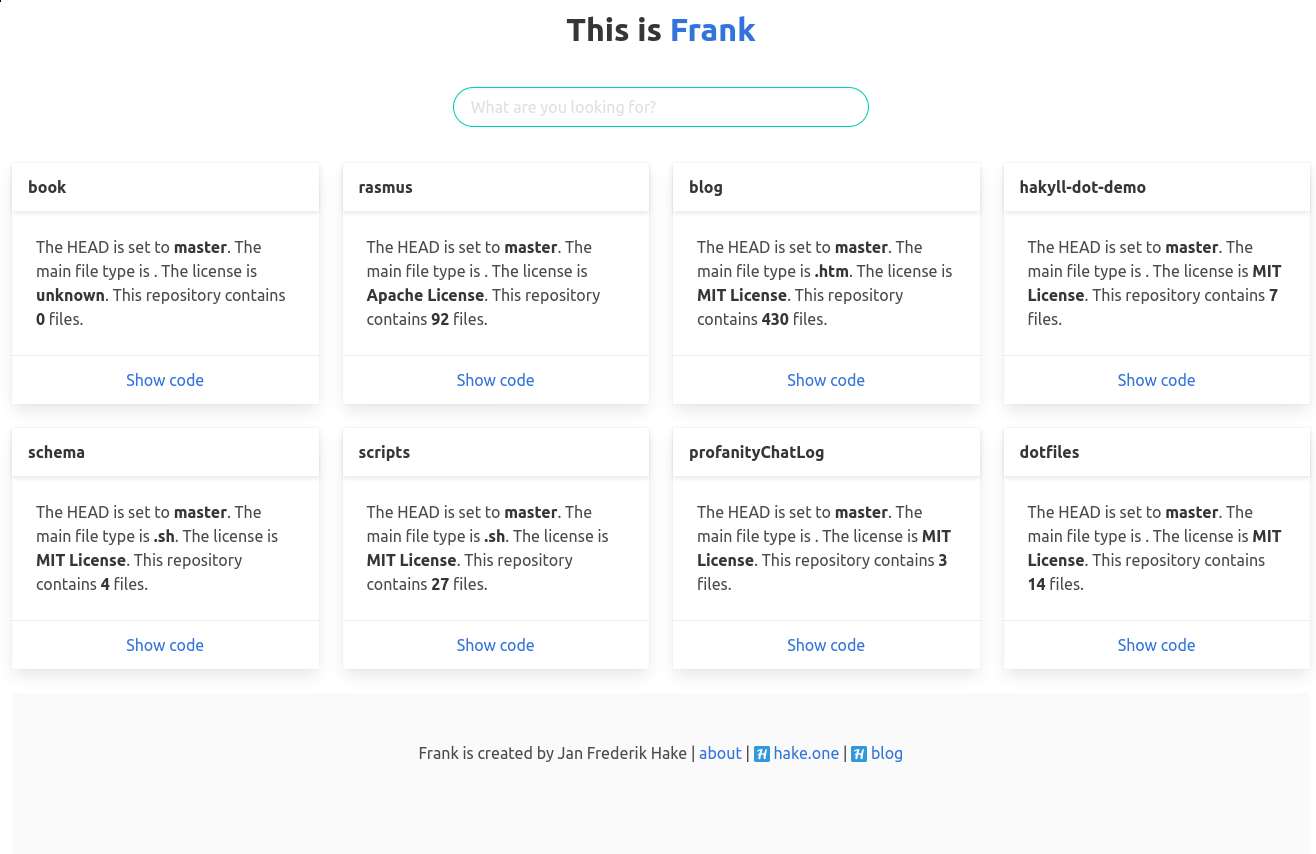 This is Frank
What are you looking for?
book
The HEAD is set to master. The
main file type is . The license is
unknown. This repository contains
0 files.
Show code
rasmus
The HEAD is set to master. The
main file type is . The license is
Apache License. This repository
contains 92 files.
Show code
blog
The HEAD is set to master. The
main file type is .htm. The license is
MIT License. This repository
contains 430 files.
Show code
hakyll-dot-demo
The HEAD is set to master. The
main file type is . The license is MIT
License. This repository contains 7
files.
Show code
schema
The HEAD is set to master. The
main file type is .sh. The license is
MIT License. This repository
contains 4 files.
Show code
scripts
The HEAD is set to master. The
main file type is .sh. The license is
MIT License. This repository
contains 27 files.
Show code
profanityChatLog
The HEAD is set to master. The
main file type is . The license is MIT
License. This repository contains 3
files.
Show code
dotfiles
The HEAD is set to master. The
main file type is . The license is MIT
License. This repository contains
14 files.
Show code
Frank is created by Jan Frederik Hake | about | H hake.one | H blog